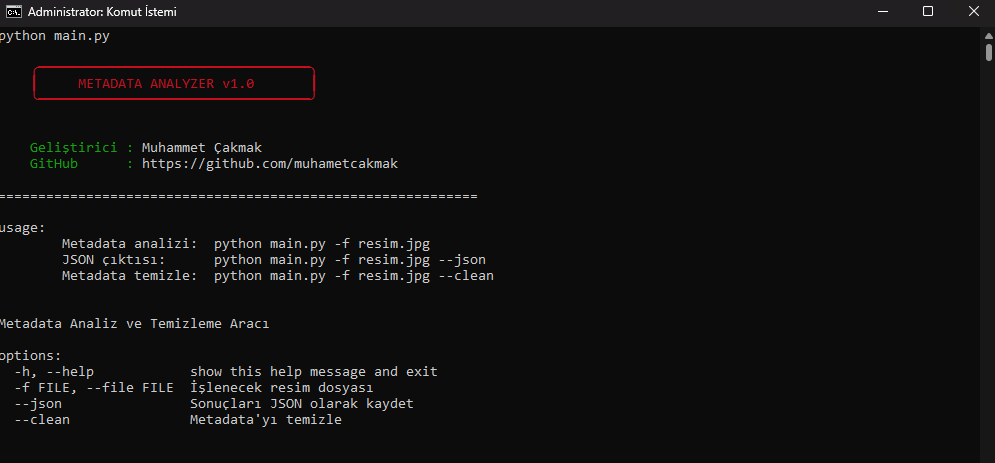 Administrator: Komut İstemi
python main.py
METADATA ANALYZER v1.0
Geliştirici : Muhammet Çakmak
GitHub      : https://github.com/muhametcakmak
============================================================
usage:
        Metadata analizi:  python main.py -f resim.jpg
        JSON çıktısı:      python main.py -f resim.jpg --json
        Metadata temizle:  python main.py -f resim.jpg --clean
Metadata Analiz ve Temizleme Aracı
options:
  -h, --help            show this help message and exit
  -f FILE, --file FILE  İşlenecek resim dosyası
  --json                Sonuçları JSON olarak kaydet
  --clean               Metadata'yı temizle